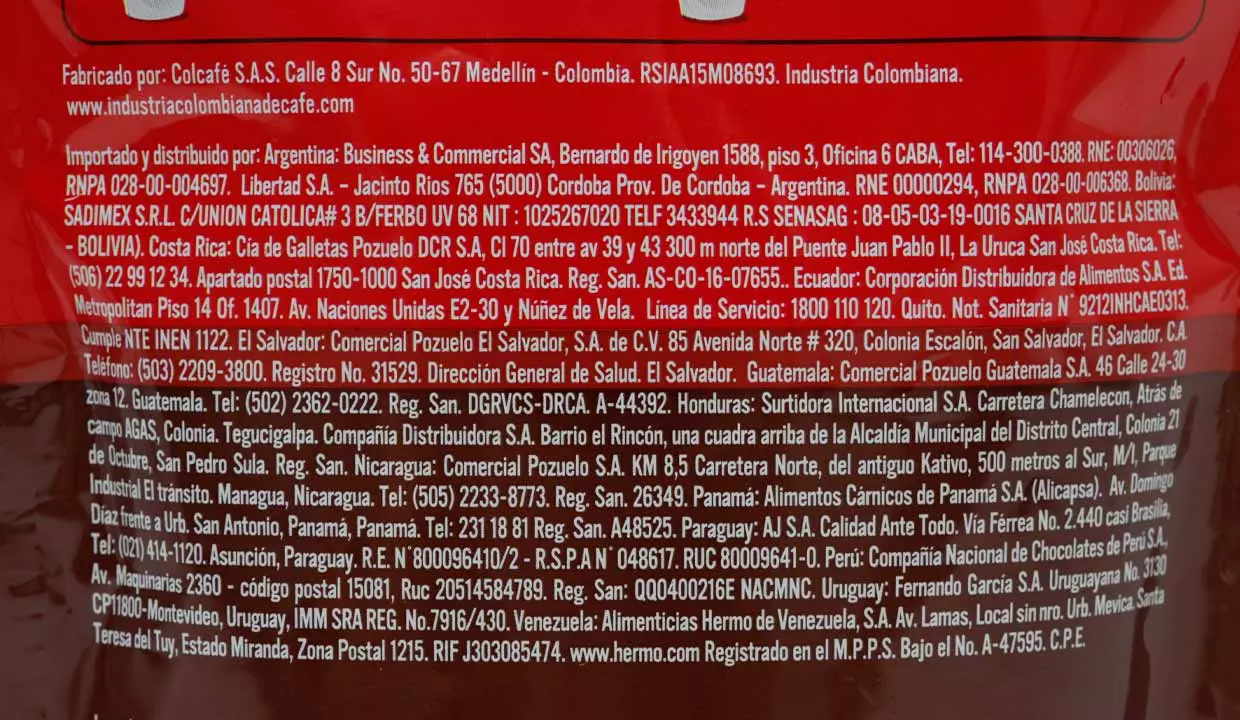 Fabricado por: Colcafé S.A.S. Calle 8 Sur No. 50-67 Medellín - Colombia. RSIAA15M08693. Industria Colombiana.
www.industriacolombianadecafe.com
Importado y distribuido por: Argentina: Business & Commercial SA, Bernardo de Irigoyen 1588, piso 3, Oficina 6 CABA, Tel: 114-300-0388. RNE: 00306026,
RNPA 028-00-004697. Libertad S.A. - Jacinto Rios 765 (5000) Cordoba Prov. De Cordoba - Argentina. RNE 00000294, RNPA 028-00-006368. Bolivia:
SADIMEX S.R.L. C/UNION CATOLICA# 3 B/FERBO UV 68 NIT : 1025267020 TELF 3433944 R.S SENASAG : 08-05-03-19-0016 SANTA CRUZ DE LA SIERRA
- BOLIVIA). Costa Rica: Cía de Galletas Pozuelo DCR S.A, Cl 70 entre av 39 y 43 300 m norte del Puente Juan Pablo II, La Uruca San José Costa Rica. Tel:
(506) 22 99 12 34. Apartado postal 1750-1000 San José Costa Rica. Reg. San. AS-CO-16-07655.. Ecuador: Corporación Distribuidora de Alimentos S.A. Ed.
Metropolitan Piso 14 Of. 1407. Av. Naciones Unidas E2-30 y Núñez de Vela. Línea de Servicio: 1800 110 120. Quito. Not. Sanitaria N° 9212INHCAE0313.
Cumple NTE INEN 1122. El Salvador: Comercial Pozuelo El Salvador, S.A. de C.V. 85 Avenida Norte # 320, Colonia Escalón, San Salvador, El Salvador. C.A.
Teléfono: (503) 2209-3800. Registro No. 31529. Dirección General de Salud. El Salvador. Guatemala: Comercial Pozuelo Guatemala S.A. 46 Calle 24-30
zona 12. Guatemala. Tel: (502) 2362-0222. Reg. San. DGRVCS-DRCA. A-44392. Honduras: Surtidora Internacional S.A. Carretera Chamelecon, Atrás de
campo AGAS, Colonia. Tegucigalpa. Compañía Distribuidora S.A. Barrio el Rincón, una cuadra arriba de la Alcaldía Municipal del Distrito Central, Colonia 21
de Octubre, San Pedro Sula. Reg. San. Nicaragua: Comercial Pozuelo S.A. KM 8,5 Carretera Norte, del antiguo Kativo, 500 metros al Sur, M/I, Parque
Industrial El tránsito. Managua, Nicaragua. Tel: (505) 2233-8773. Reg. San. 26349. Panamá: Alimentos Cárnicos de Panamá S.A. (Alicapsa). Av. Domingo
Díaz frente a Urb. San Antonio, Panamá, Panamá. Tel: 231 18 81 Reg. San. A48525. Paraguay: AJ S.A. Calidad Ante Todo. Vía Férrea No. 2.440 casi Brasilia,
Tel: (021) 414-1120. Asunción, Paraguay. R.E. N°800096410/2 - R.S.P.A N° 048617. RUC 80009641-0. Perú: Compañía Nacional de Chocolates de Perú S.A.,
Av. Maquinarias 2360 - código postal 15081, Ruc 20514584789. Reg. San: QQ0400216E NACMNC. Uruguay: Fernando García S.A. Uruguayana No. 3130
CP11800-Montevideo, Uruguay, IMM SRA REG. No.7916/430. Venezuela: Alimenticias Hermo de Venezuela, S.A. Av. Lamas, Local sin nro. Urb. Mevica. Santa
Teresa del Tuy, Estado Miranda, Zona Postal 1215. RIF J303085474. www.hermo.com Registrado en el M.P.P.S. Bajo el No. A-47595. C.P.E.